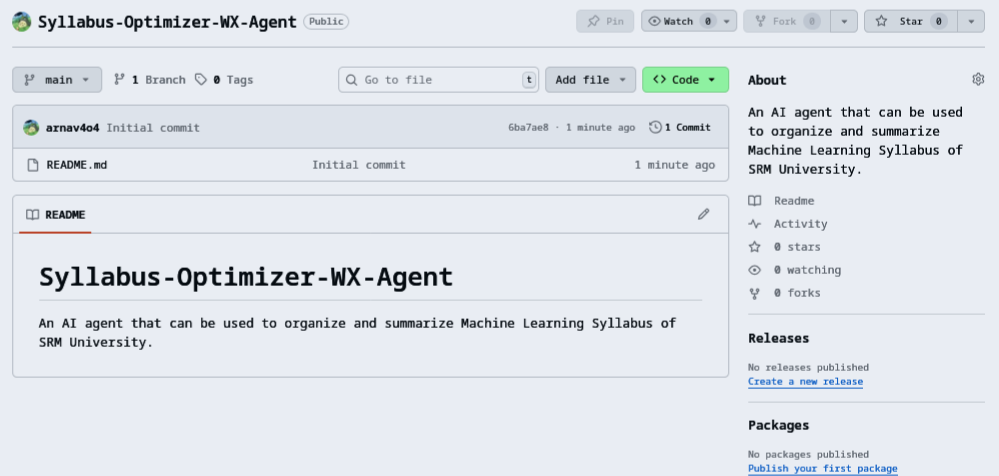 Syllabus-Optimizer-WX-Agent Public Pin Watch 0 Fork 0 Star 0
main 1 Branch 0 Tags Go to file t Add file Code
arnav4o4 Initial commit 6ba7ae8 · 1 minute ago 1 Commit
README.md Initial commit 1 minute ago
README
Syllabus-Optimizer-WX-Agent
An AI agent that can be used to organize and summarize Machine Learning Syllabus of
SRM University.
About
An AI agent that can be used
to organize and summarize
Machine Learning Syllabus of
SRM University.
Readme
Activity
0 stars
0 watching
0 forks
Releases
No releases published
Create a new release
Packages
No packages published
Publish your first package